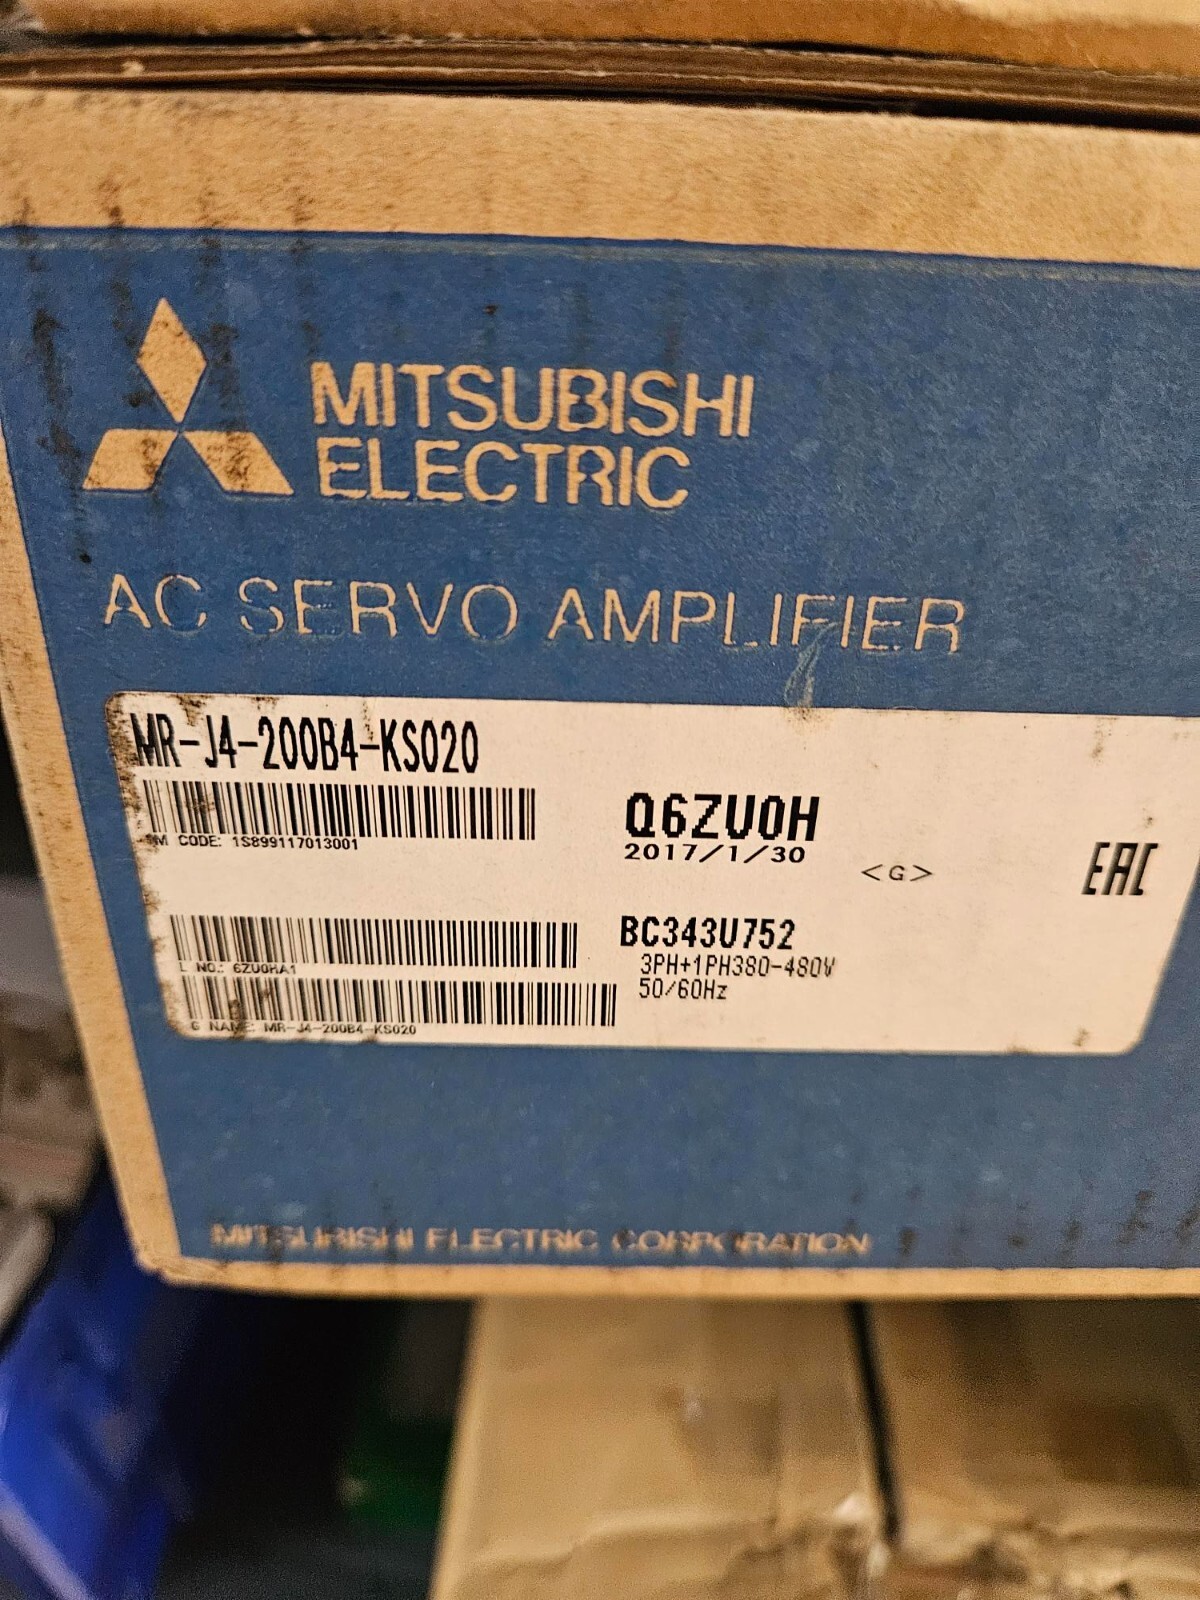 MITSUBISHI
ELECTRIC
AC SERVO AMPLIFIER
MR-J4-200B4-KS020
CODE: 1S899117013001
Q6ZU0H
2017/1/30
<G>
EAC
BC343U752
3PH+1PH380-480V
50/60Hz
L NO.: 6ZU0HA1
G NAME: MR-J4-200B4-KS020
MITSUBISHI ELECTRIC CORPORATION